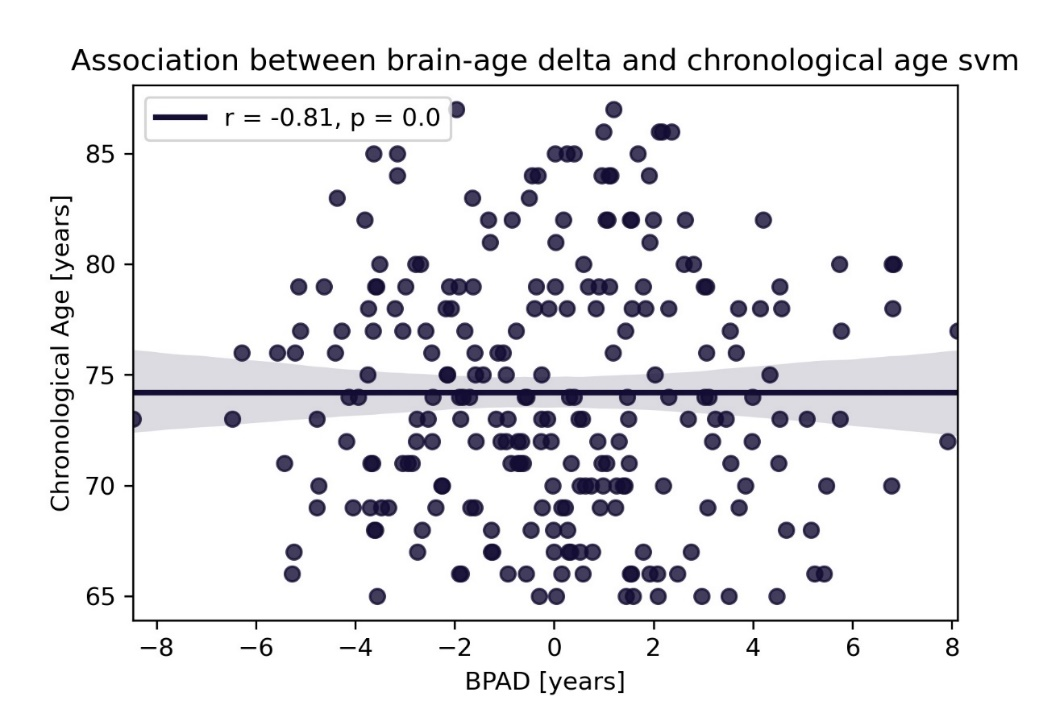 Association between brain-age delta and chronological age svm
r = -0.81, p = 0.0
Chronological Age [years]
85
80
75
70
65
−8 −6 −4 −2 0 2 4 6 8
BPAD [years]